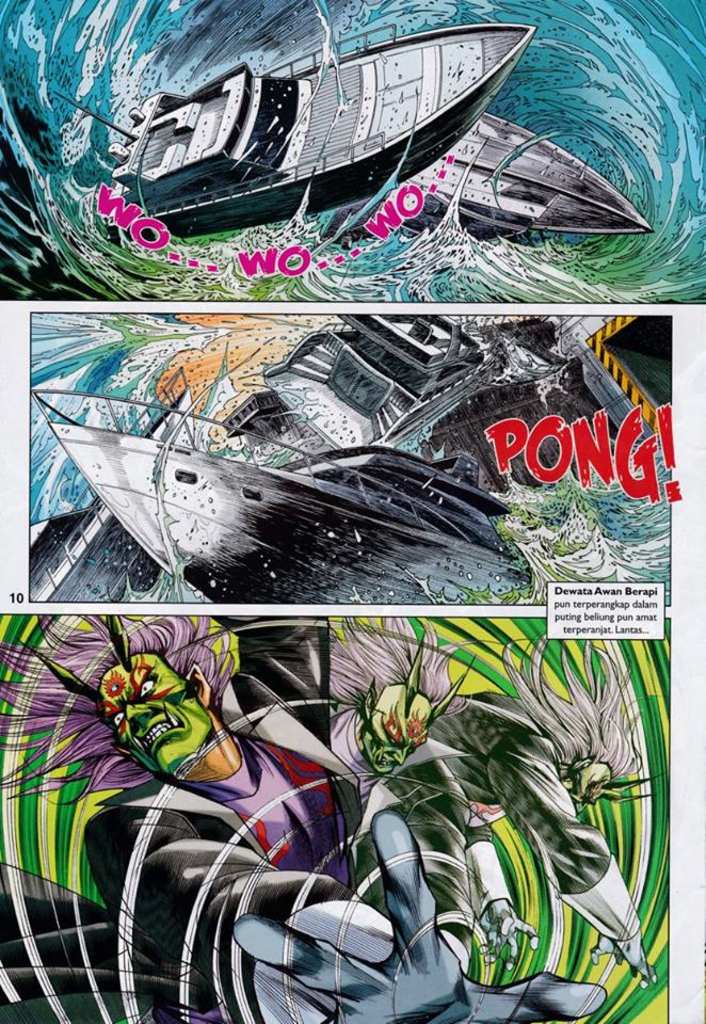 WO...
WO...
WO...
PONG!
10
Dewata Awan Berapi
pun terperangkap dalam
puting beliung pun amat
terperanjat. Lantas...